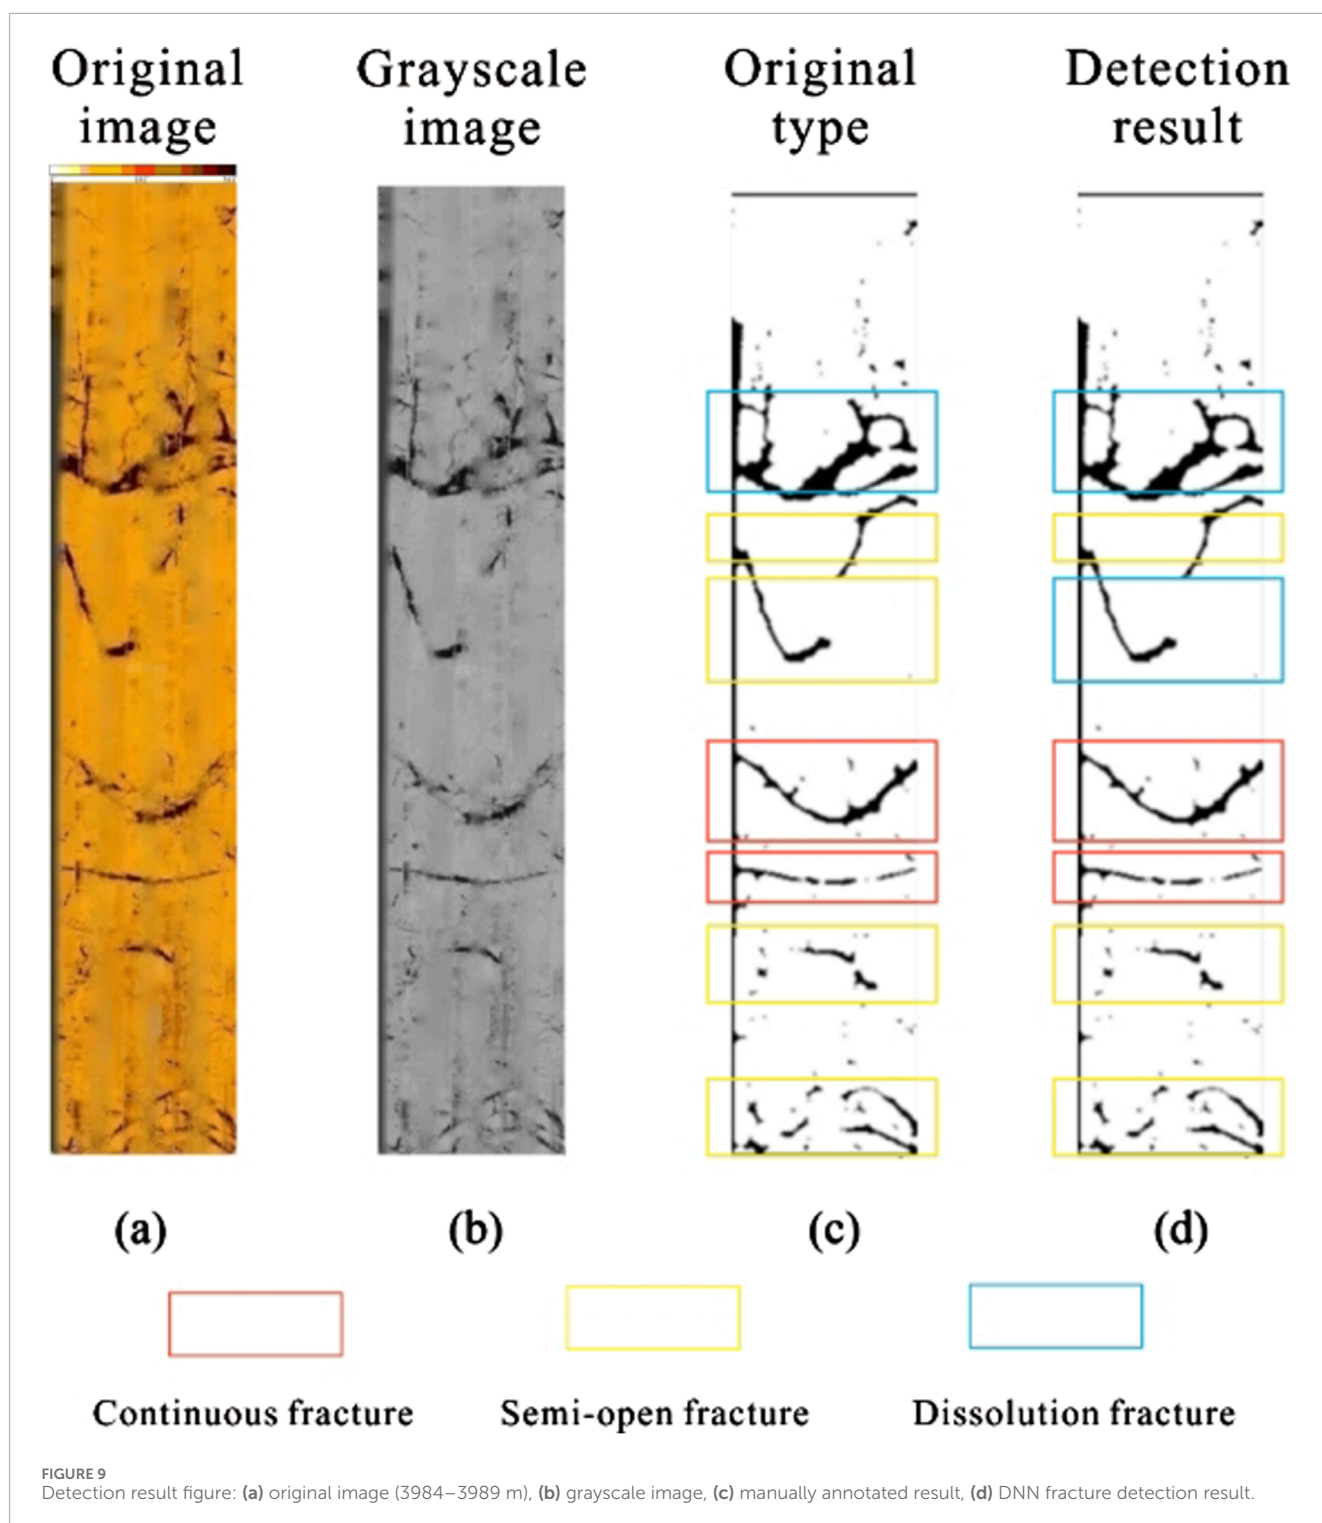 Original image
Grayscale image
Original type
Detection result
(a)
(b)
(c)
(d)
Continuous fracture
Semi-open fracture
Dissolution fracture
FIGURE 9
Detection result figure: (a) original image (3984–3989 m), (b) grayscale image, (c) manually annotated result, (d) DNN fracture detection result.